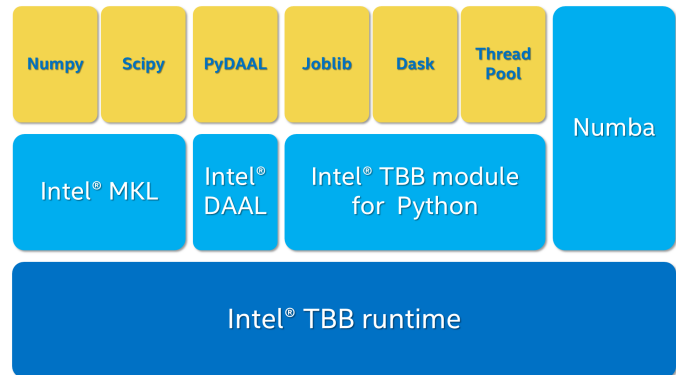 Numpy
Scipy
PyDAAL
Joblib
Dask
Thread
Pool
Numba
Intel® MKL
Intel®
DAAL
Intel® TBB module
for Python
Intel® TBB runtime